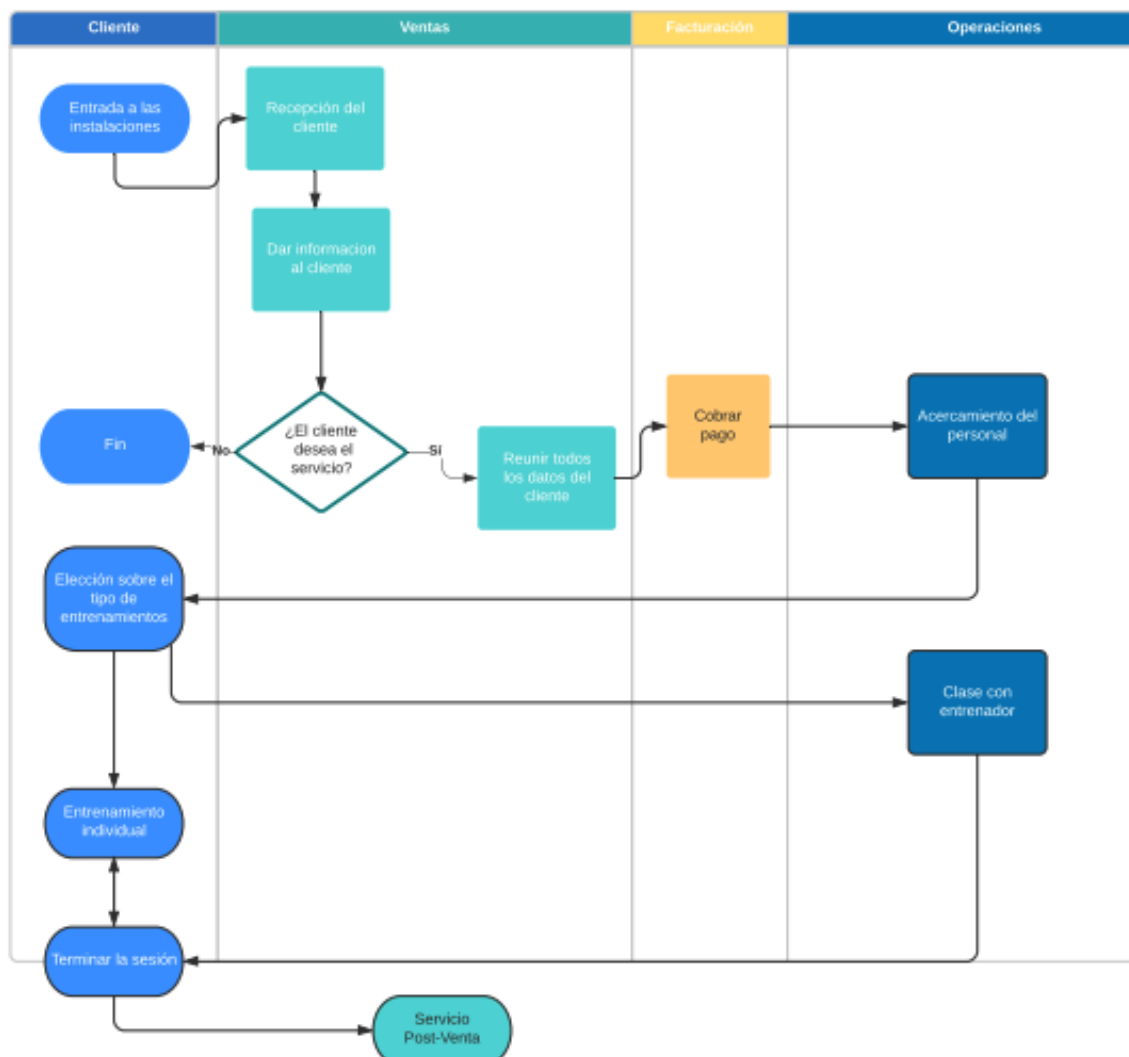 Cliente
Ventas
Facturación
Operaciones
Entrada a las
instalaciones
Recepción del
cliente
Dar informacion
al cliente
¿El cliente
desea el
servicio?
No
Fin
Sí
Reunir todos
los datos del
cliente
Cobrar
pago
Acercamiento del
personal
Elección sobre el
tipo de
entrenamientos
Clase con
entrenador
Entrenamiento
individual
Terminar la sesión
Servicio
Post-Venta